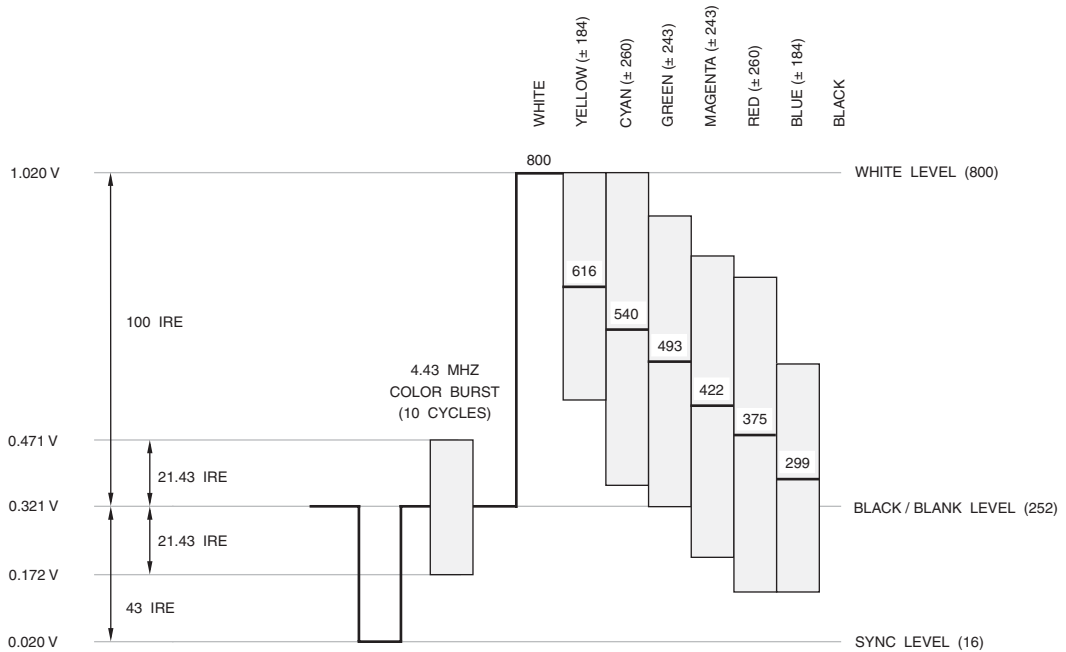 WHITE
YELLOW (± 184)
CYAN (± 260)
GREEN (± 243)
MAGENTA (± 243)
RED (± 260)
BLUE (± 184)
BLACK
1.020 V
800
WHITE LEVEL (800)
616
100 IRE
540
493
4.43 MHZ
COLOR BURST
(10 CYCLES)
422
375
0.471 V
299
21.43 IRE
0.321 V
BLACK / BLANK LEVEL (252)
21.43 IRE
0.172 V
43 IRE
0.020 V
SYNC LEVEL (16)